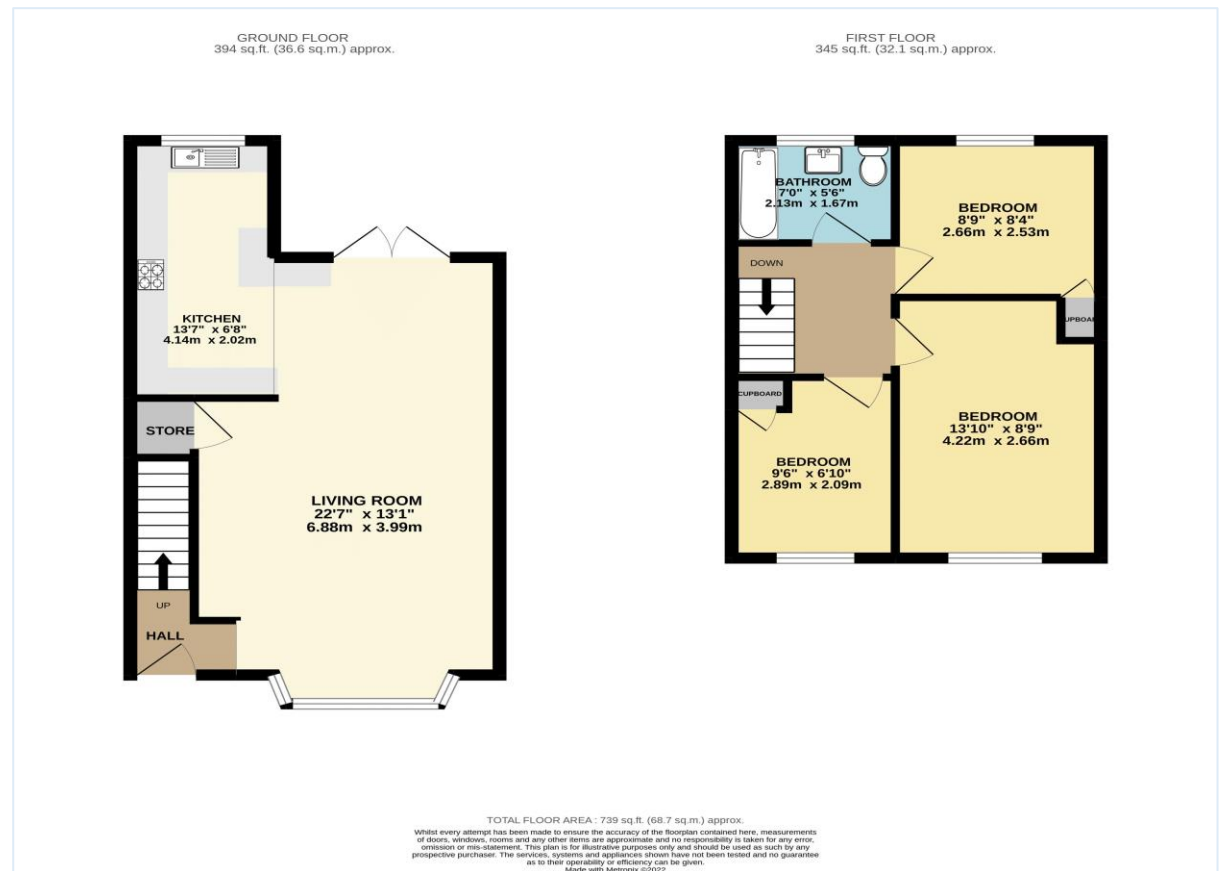 GROUND FLOOR
394 sq.ft. (36.6 sq.m.) approx.
KITCHEN
13'7" x 6'8"
4.14m x 2.02m
STORE
LIVING ROOM
22'7" x 13'1"
6.88m x 3.99m
UP
HALL
FIRST FLOOR
345 sq.ft. (32.1 sq.m.) approx.
BATHROOM
7'0" x 5'6"
2.13m x 1.67m
BEDROOM
8'9" x 8'4"
2.66m x 2.53m
DOWN
UPBOAR
CUPBOARD
BEDROOM
13'10" x 8'9"
4.22m x 2.66m
BEDROOM
9'6" x 6'10"
2.89m x 2.09m
TOTAL FLOOR AREA : 739 sq.ft. (68.7 sq.m.) approx.
Whilst every attempt has been made to ensure the accuracy of the floorplan contained here, measurements
of doors, windows, rooms and any other items are approximate and no responsibility is taken for any error,
omission or mis-statement. This plan is for illustrative purposes only and should be used as such by any
prospective purchaser. The services, systems and appliances shown have not been tested and no guarantee
as to their operability or efficiency can be given.
Made with Metropix ©2022